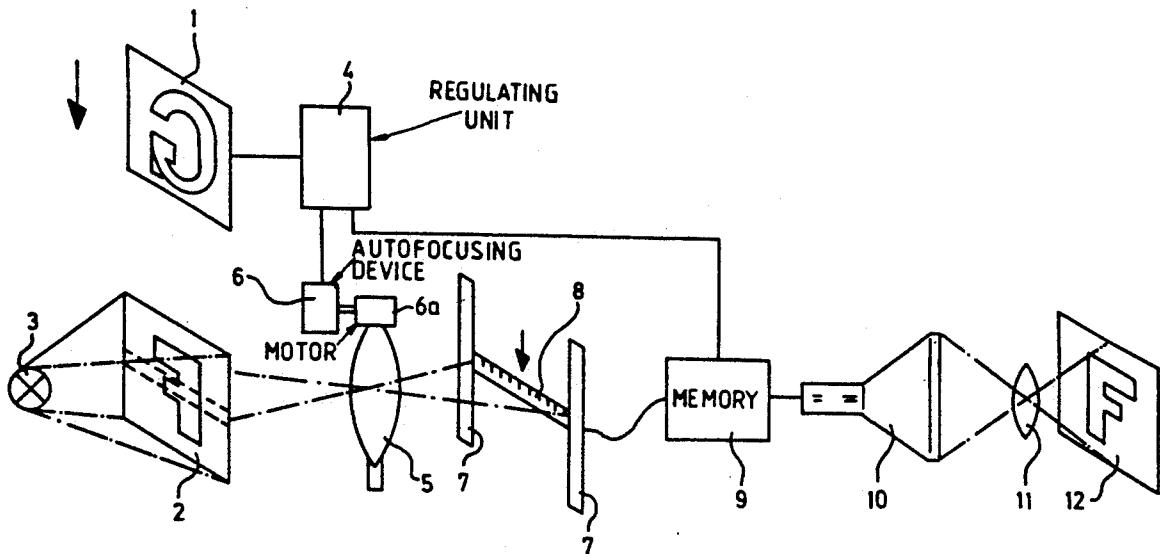 1
4
REGULATING
UNIT
AUTOFOCUSING
DEVICE
6
6a
MOTOR
3
2
5
7
8
7
MEMORY
9
10
11
12
G
F
F